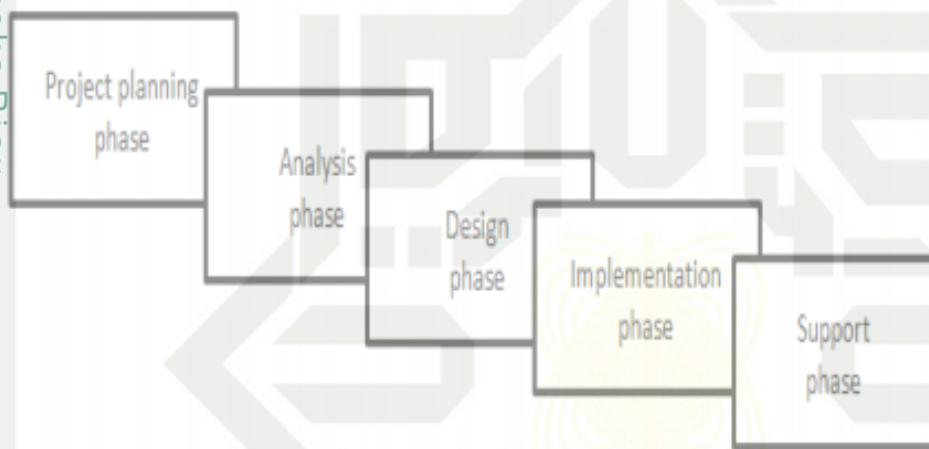 Project planning
phase
Analysis
phase
Design
phase
Implementation
phase
Support
phase